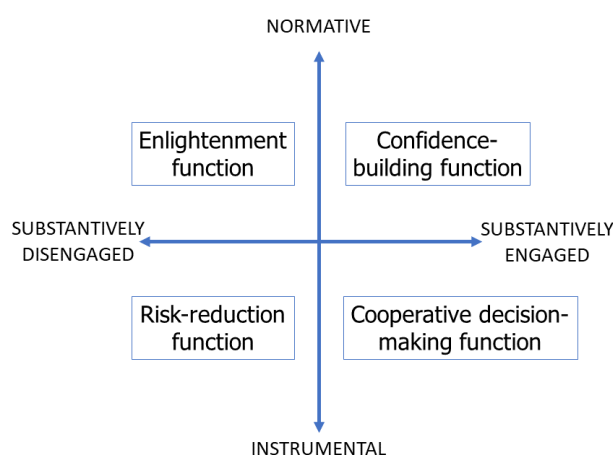 NORMATIVE
Enlightenment
function
Confidence-
building function
SUBSTANTIVELY
DISENGAGED
SUBSTANTIVELY
ENGAGED
Risk-reduction
function
Cooperative decision-
making function
INSTRUMENTAL